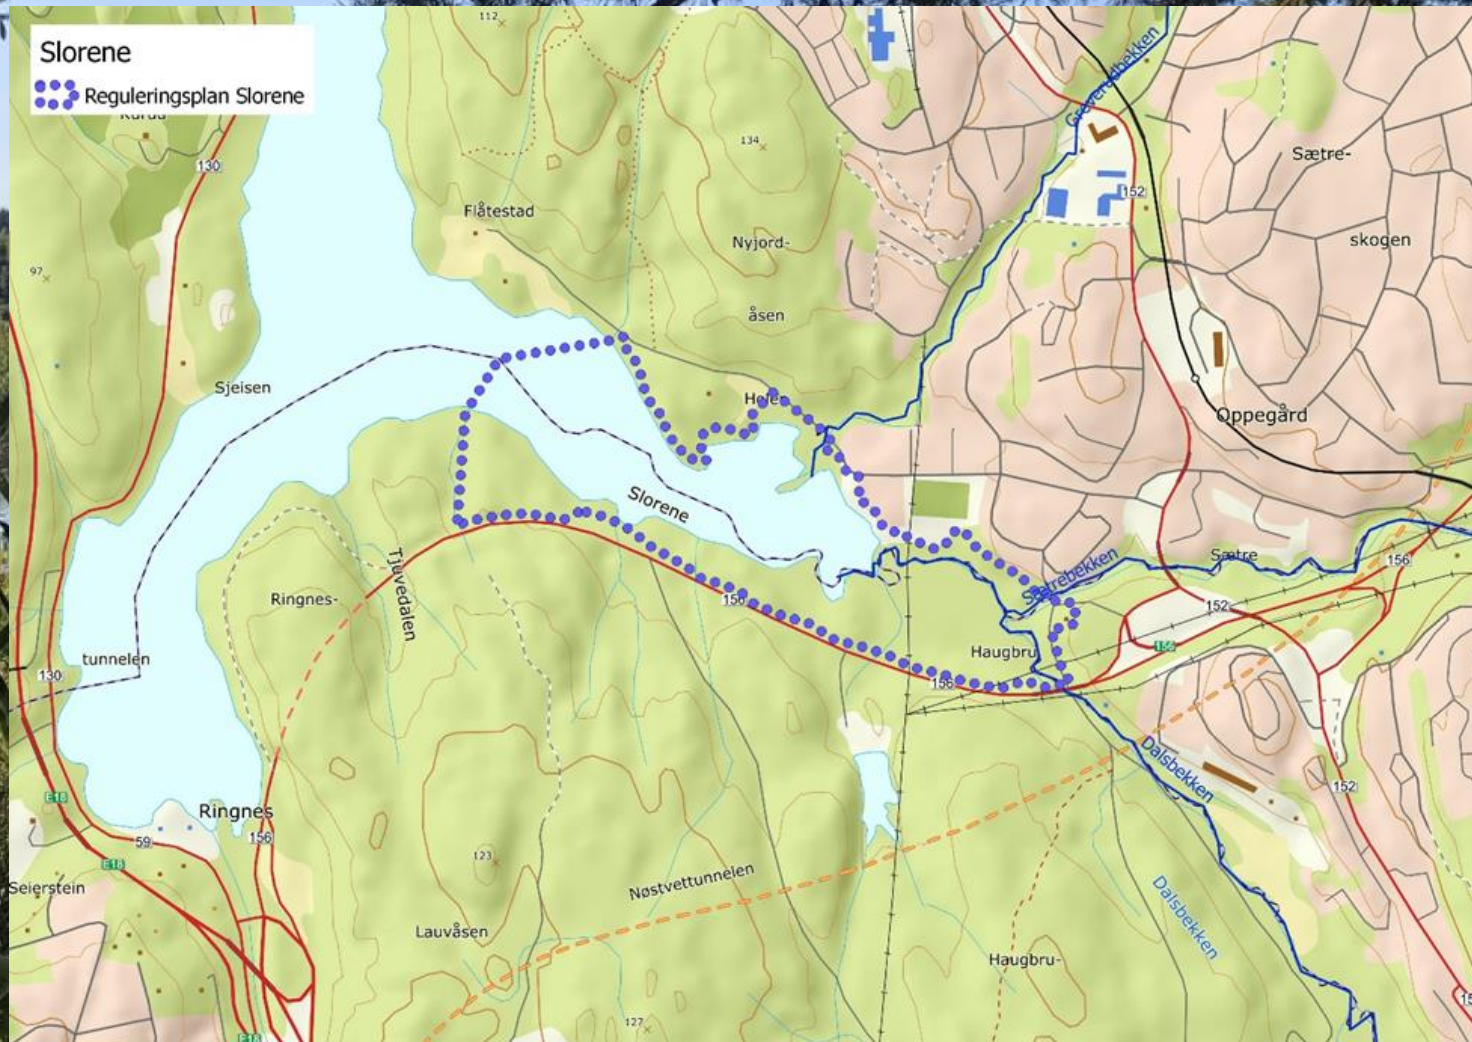 Slorene
Reguleringsplan Slorene
112
134
130
97
Flåtestad
Nyjord-
åsen
Greverudbekken
152
Sætre-
skogen
Sjeisen
Oppegård
Slorene
Tjuvedalen
Ringnes-
tunnelen
130
156
Sætrebekken
Sætre
152
156
156
Haugbru
156
Dalsbekken
152
E18
59
E18
Ringnes
156
Seierstein
123
Nøstvettunnelen
Lauvåsen
Dalsbekken
Haugbru-
127
E18